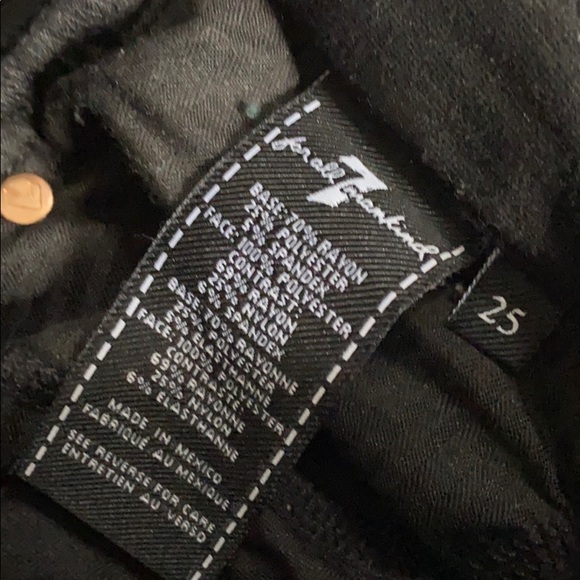 for all 7 mankind
BASE: 70% RAYON
25% POLYESTER
5% SPANDEX
FACE: 100% POLYESTER
CONTRAST:
69% RAYON
25% NYLON
6% SPANDEX
BASE: 70% RAYONNE
25% POLYESTER
5% ELASTHANNE
FACE: 100% POLYESTER
CONTRASTE:
69% RAYONNE
25% NYLON
6% ELASTHANNE
MADE IN MEXICO
FABRIQUÉ AU MEXIQUE
SEE REVERSE FOR CARE
ENTRETIEN AU VERSO
25